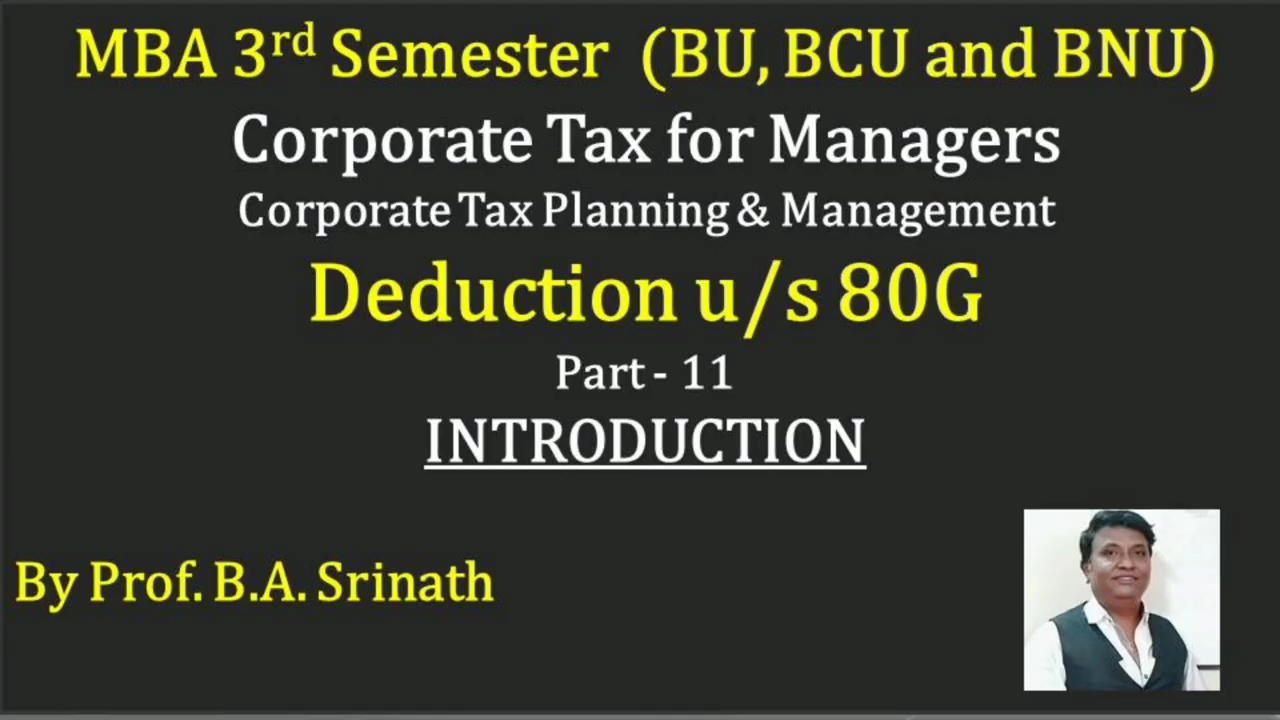 MBA 3rd Semester (BU, BCU and BNU)
Corporate Tax for Managers
Corporate Tax Planning & Management
Deduction u/s 80G
Part - 11
INTRODUCTION
By Prof. B.A. Srinath